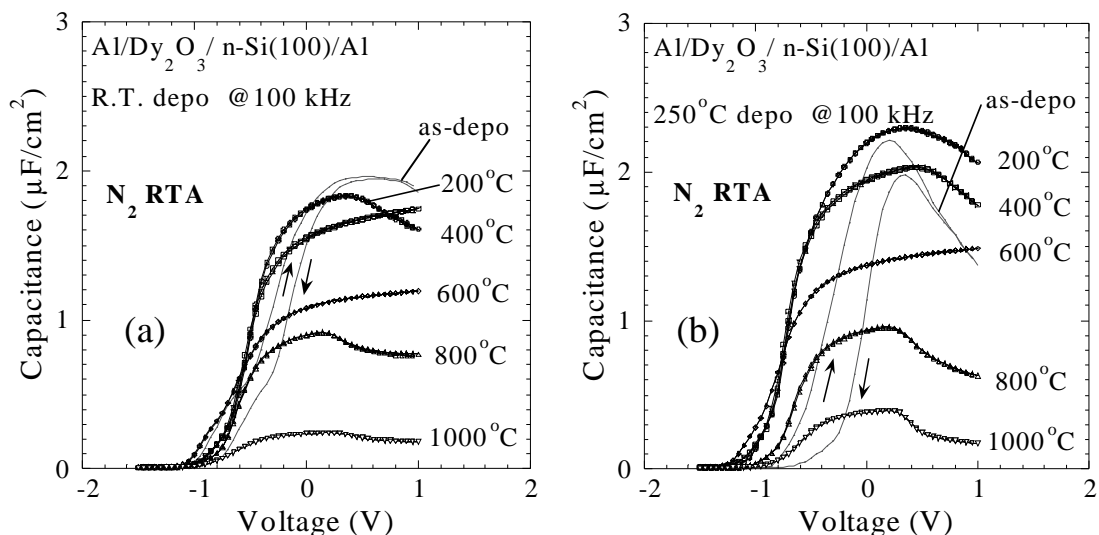 3
2
1
0
Capacitance (μF/cm²)
Al/Dy₂O₃/ n-Si(100)/Al
R.T. depo @100 kHz
as-depo
N₂ RTA
200°C
400°C
600°C
(a)
800°C
1000°C
-2
-1
0
1
2
Voltage (V)
3
2
1
0
Capacitance (μF/cm²)
Al/Dy₂O₃/ n-Si(100)/Al
as-depo
250°C depo @100 kHz
200°C
N₂ RTA
400°C
600°C
(b)
800°C
1000°C
-2
-1
0
1
2
Voltage (V)